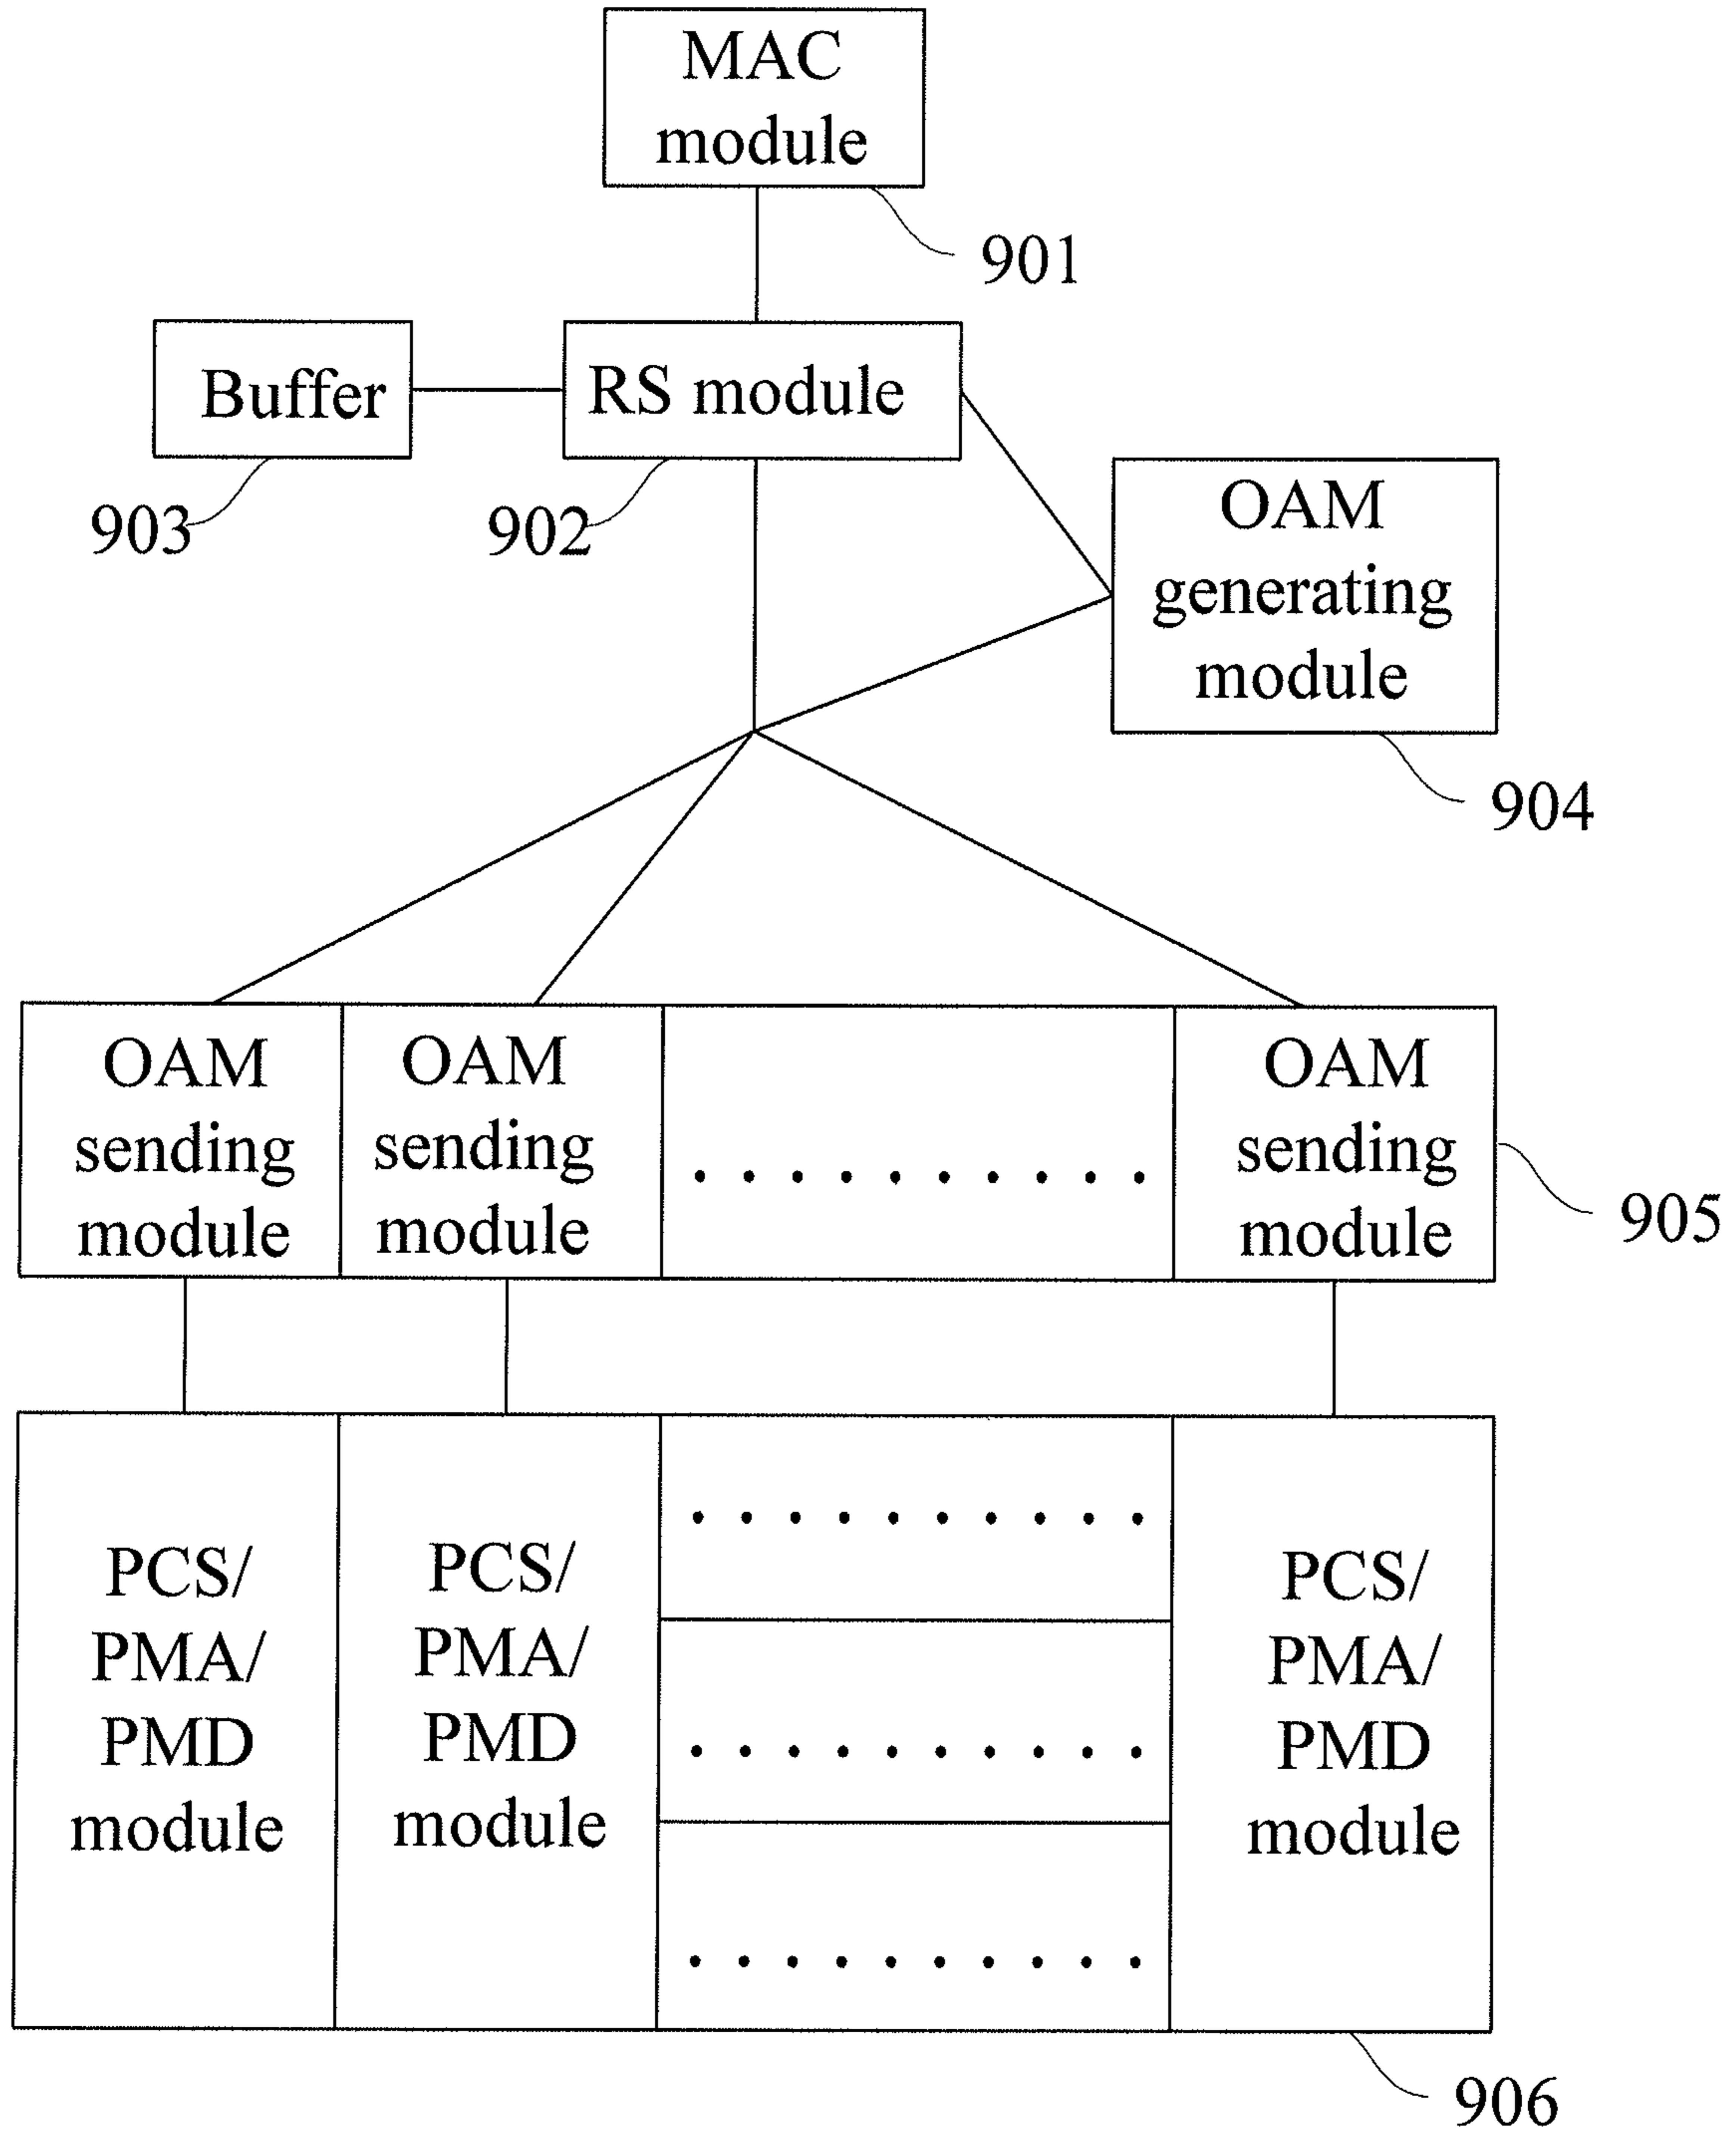 MAC
module
901
Buffer
RS module
903
902
OAM
generating
module
904
OAM
sending
module
OAM
sending
module
..........
OAM
sending
module
905
PCS/
PMA/
PMD
module
PCS/
PMA/
PMD
module
..........
..........
..........
PCS/
PMA/
PMD
module
906